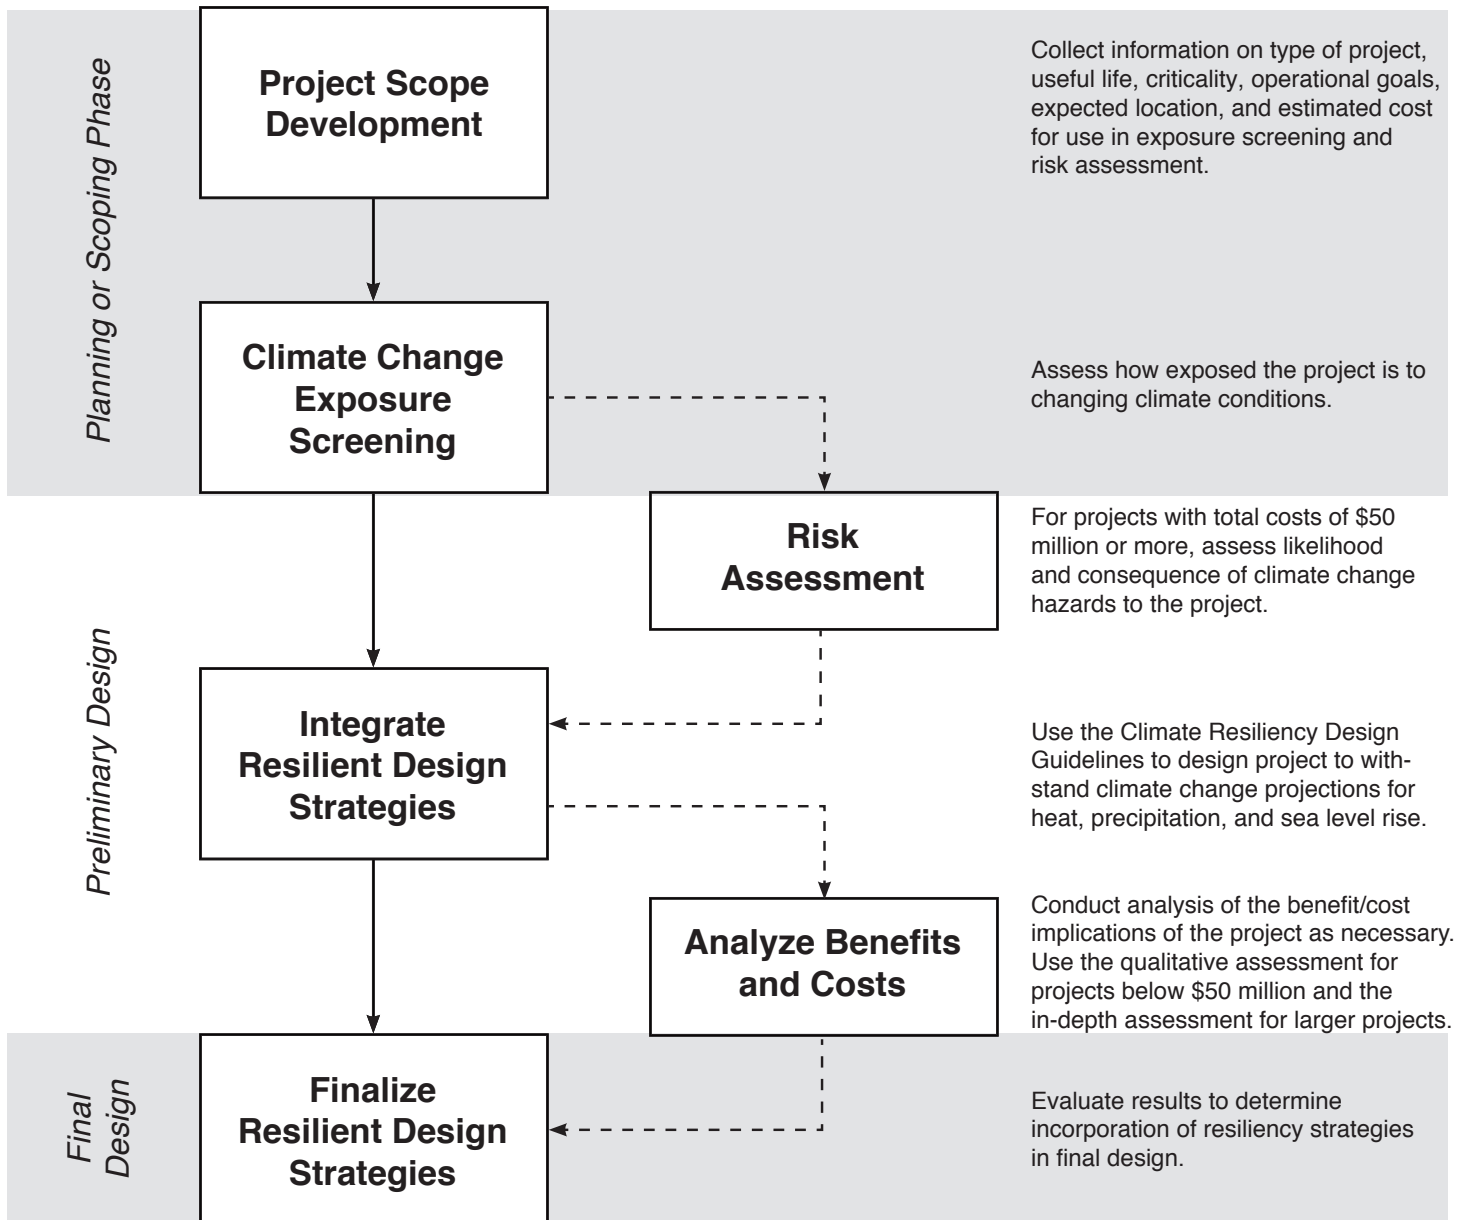 Planning or Scoping Phase
Project Scope
Development
Collect information on type of project,
useful life, criticality, operational goals,
expected location, and estimated cost
for use in exposure screening and
risk assessment.
Climate Change
Exposure
Screening
Assess how exposed the project is to
changing climate conditions.
Preliminary Design
Risk
Assessment
For projects with total costs of $50
million or more, assess likelihood
and consequence of climate change
hazards to the project.
Integrate
Resilient Design
Strategies
Use the Climate Resiliency Design
Guidelines to design project to with-
stand climate change projections for
heat, precipitation, and sea level rise.
Analyze Benefits
and Costs
Conduct analysis of the benefit/cost
implications of the project as necessary.
Use the qualitative assessment for
projects below $50 million and the
in-depth assessment for larger projects.
Final
Design
Finalize
Resilient Design
Strategies
Evaluate results to determine
incorporation of resiliency strategies
in final design.